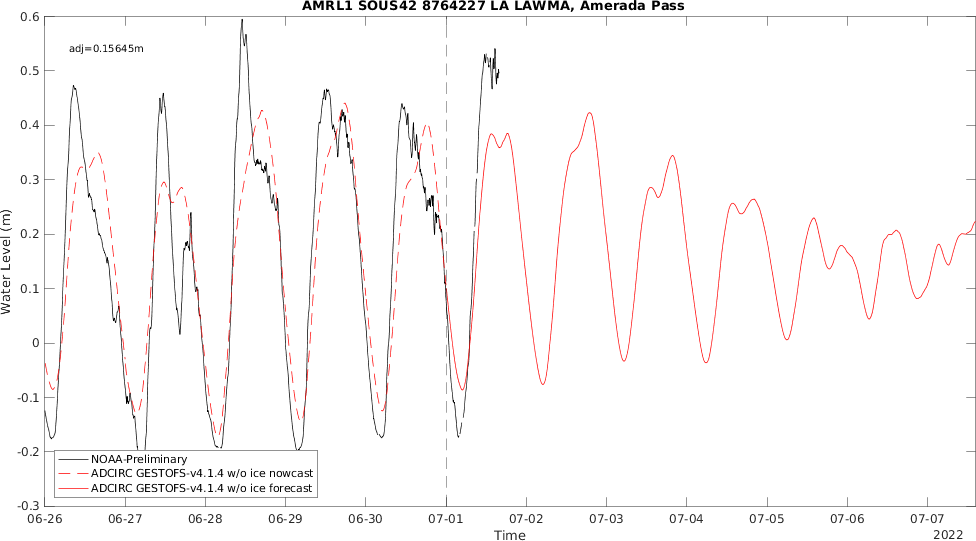 AMRL1 SOUS42 8764227 LA LAWMA, Amerada Pass
adj=0.15645m
0.6
0.5
0.4
0.3
0.2
0.1
0
-0.1
-0.2
-0.3
Water Level (m)
NOAA-Preliminary
ADCIRC GESTOFS-v4.1.4 w/o ice nowcast
ADCIRC GESTOFS-v4.1.4 w/o ice forecast
06-26 06-27 06-28 06-29 06-30 07-01 07-02 07-03 07-04 07-05 07-06 07-07
Time
2022